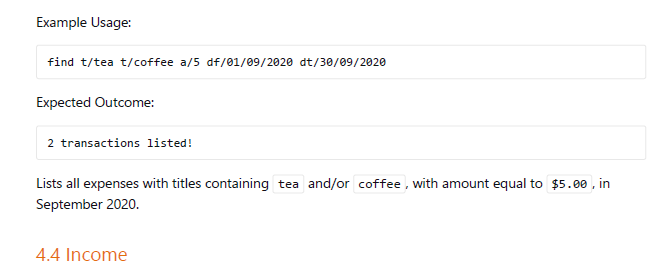 Example Usage:
find t/tea t/coffee a/5 df/01/09/2020 dt/30/09/2020
Expected Outcome:
2 transactions listed!
Lists all expenses with titles containing tea and/or coffee , with amount equal to $5.00 , in
September 2020.
4.4 Income